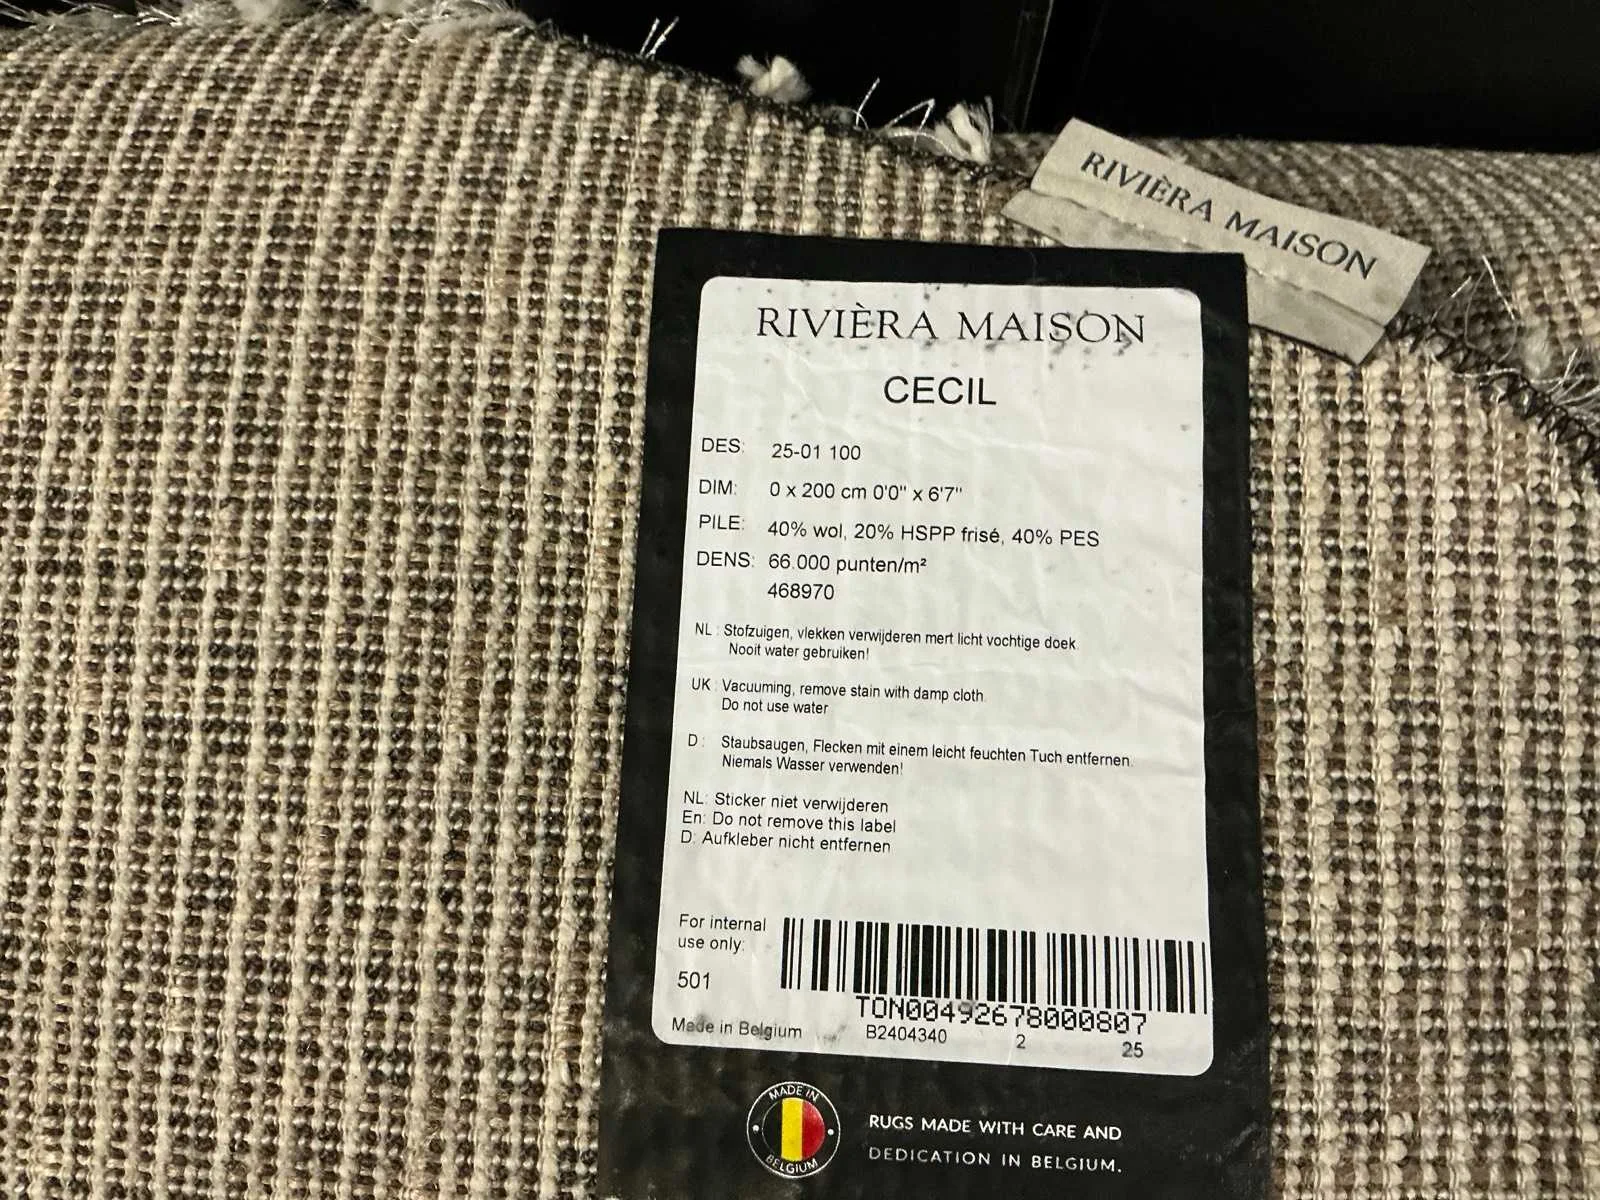 RIVIÈRA MAISON
RIVIÈRA MAISON
CECIL
DES: 25-01 100
DIM: 0 x 200 cm 0'0" x 6'7"
PILE: 40% wol, 20% HSPP frisé, 40% PES
DENS: 66.000 punten/m²
468970
NL : Stofzuigen, vlekken verwijderen mert licht vochtige doek.
Nooit water gebruiken!
UK : Vacuuming, remove stain with damp cloth.
Do not use water
D : Staubsaugen, Flecken mit einem leicht feuchten Tuch entfernen.
Niemals Wasser verwenden!
NL: Sticker niet verwijderen
En: Do not remove this label
D: Aufkleber nicht entfernen
For internal
use only:
501
TON00492678000807
Made in Belgium B2404340 2 25
MADE IN
BELGIUM
RUGS MADE WITH CARE AND
DEDICATION IN BELGIUM.